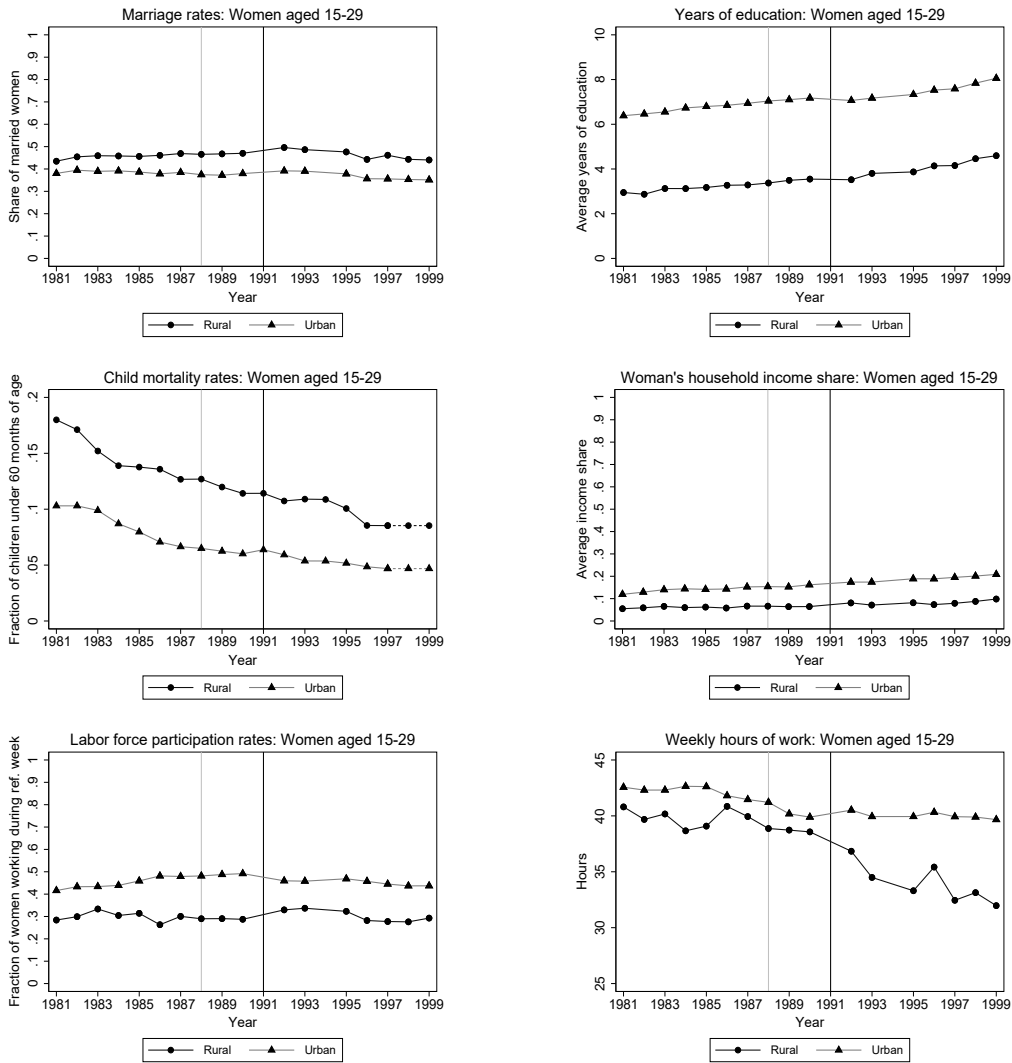 Marriage rates: Women aged 15-29
Share of married women
0 .1 .2 .3 .4 .5 .6 .7 .8 .9 1
1981 1983 1985 1987 1989 1991 1993 1995 1997 1999
Year
Rural Urban
Years of education: Women aged 15-29
Average years of education
0 2 4 6 8 10
1981 1983 1985 1987 1989 1991 1993 1995 1997 1999
Year
Rural Urban
Child mortality rates: Women aged 15-29
Fraction of children under 60 months of age
0 .05 .1 .15 .2
1981 1983 1985 1987 1989 1991 1993 1995 1997 1999
Year
Rural Urban
Woman's household income share: Women aged 15-29
Average income share
0 .1 .2 .3 .4 .5 .6 .7 .8 .9 1
1981 1983 1985 1987 1989 1991 1993 1995 1997 1999
Year
Rural Urban
Labor force participation rates: Women aged 15-29
Fraction of women working during ref. week
0 .1 .2 .3 .4 .5 .6 .7 .8 .9 1
1981 1983 1985 1987 1989 1991 1993 1995 1997 1999
Year
Rural Urban
Weekly hours of work: Women aged 15-29
Hours
25 30 35 40 45
1981 1983 1985 1987 1989 1991 1993 1995 1997 1999
Year
Rural Urban